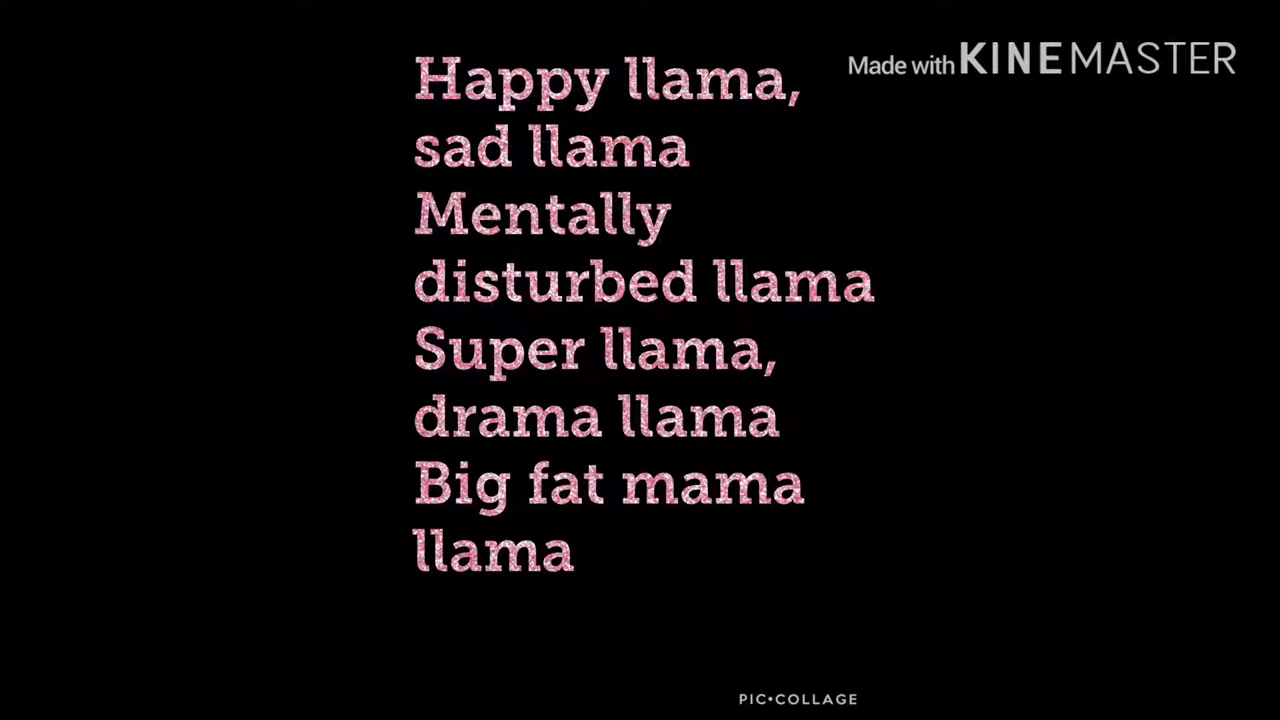 Happy llama,
Made with KINEMASTER
sad llama
Mentally
disturbed llama
Super llama,
drama llama
Big fat mama
llama
PIC•COLLAGE